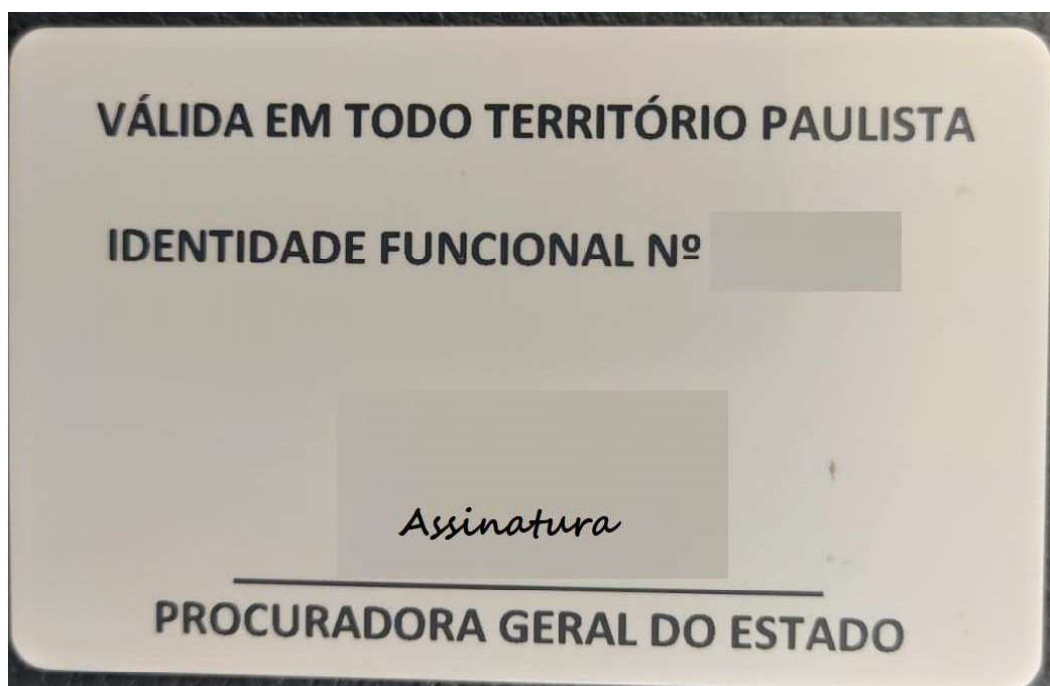 VÁLIDA EM TODO TERRITÓRIO PAULISTA
IDENTIDADE FUNCIONAL Nº
Assinatura
PROCURADORA GERAL DO ESTADO